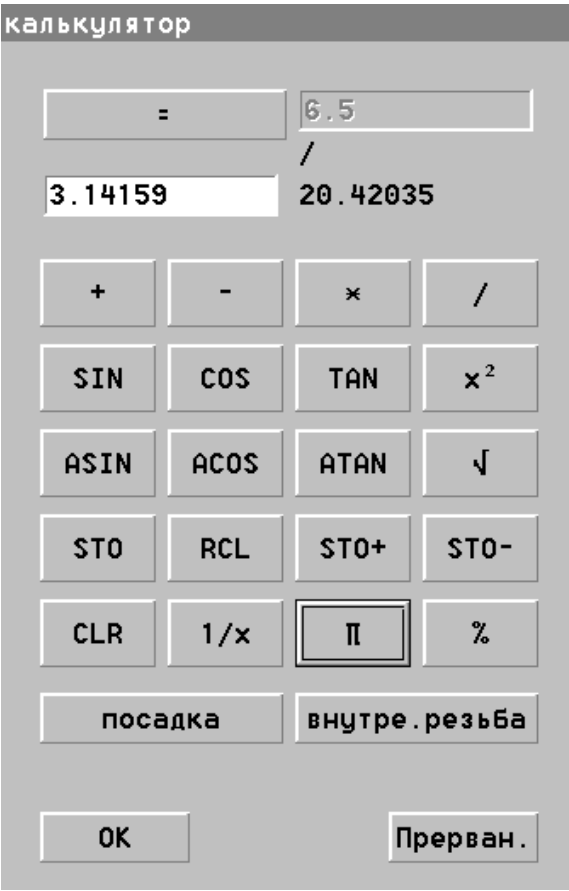 калькулятор
= 6.5
/
3.14159 20.42035
+ - * /
SIN COS TAN x²
ASIN ACOS ATAN √
STO RCL STO+ STO-
CLR 1/x π %
посадка внутре.резьба
OK Прерван.